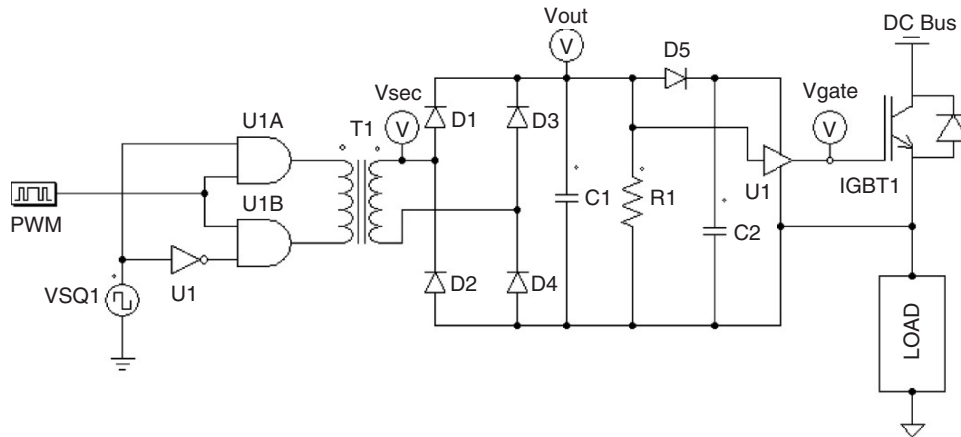 Vout
DC Bus
D5
Vsec
V
Vgate
U1A
T1
V
D1
D3
V
U1B
U1
IGBT1
PWM
C1
R1
C2
VSQ1
U1
D2
D4
LOAD